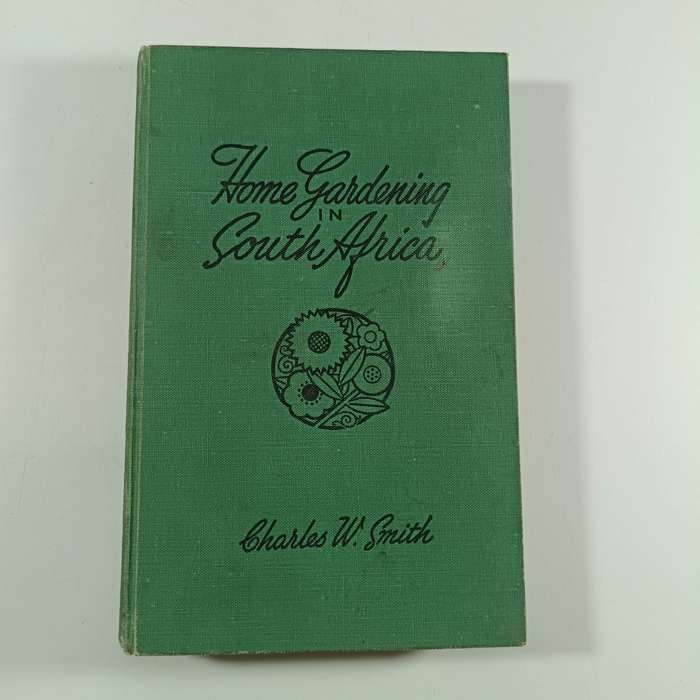 Home Gardening
IN
South Africa
Charles W. Smith